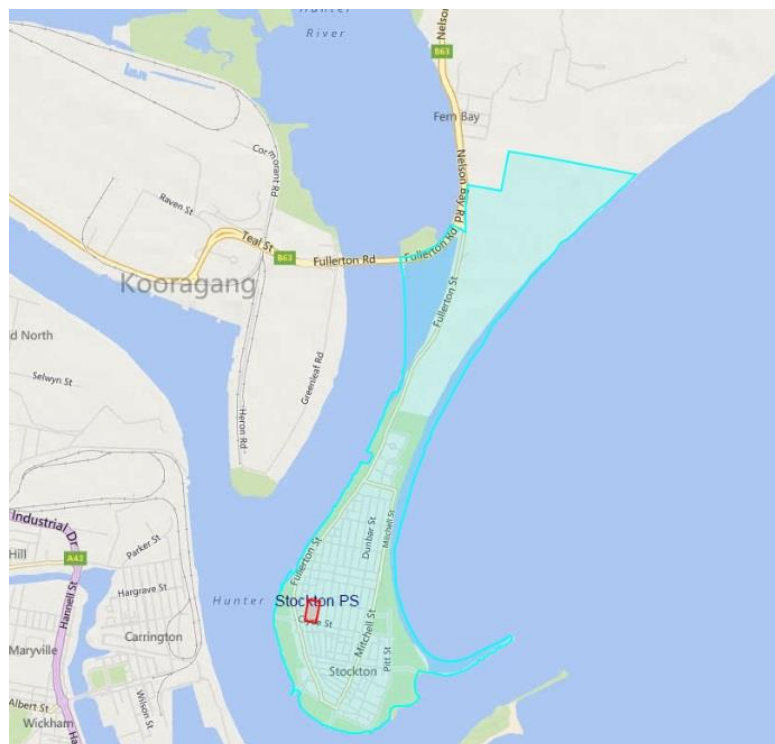 Hunter
River
Nelson
B63
Fern Bay
Cormorant Rd
Nelson Bay Rd
Raven St
Teal St
B63
Fullerton Rd
Fullerton Rd
Kooragang
Fullerton St
d North
Selwyn St
Greenleaf Rd
Heron Rd
Industrial Dr
Dunbar St
Mitchell St
Hill
A43
Parker St
Fullerton St
Hannell St
Hargrave St
Hunter
Stockton PS
Clyde St
Carrington
Maryville
Mitchell St
Pitt St
Stockton
Albert St
Wilson St
Wickham
Ha